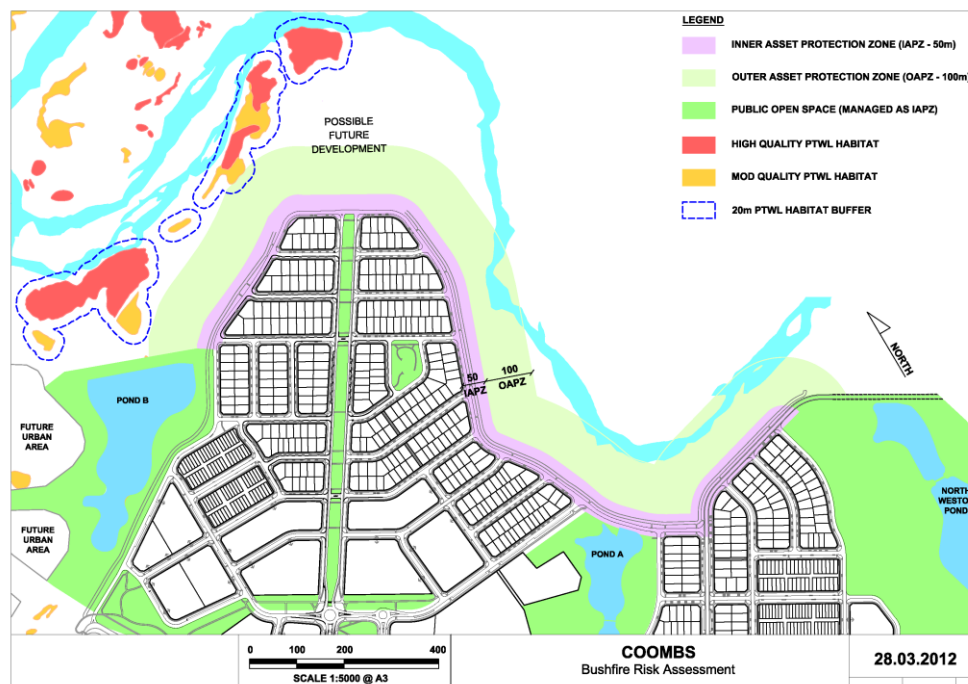 LEGEND
INNER ASSET PROTECTION ZONE (IAPZ - 50m)
OUTER ASSET PROTECTION ZONE (OAPZ - 100m)
PUBLIC OPEN SPACE (MANAGED AS IAPZ)
HIGH QUALITY PTWL HABITAT
MOD QUALITY PTWL HABITAT
20m PTWL HABITAT BUFFER
POSSIBLE
FUTURE
DEVELOPMENT
NORTH
50
IAPZ
100
OAPZ
POND B
FUTURE
URBAN
AREA
FUTURE
URBAN
AREA
POND A
NORTH
WESTON
POND
0 100 200 400
SCALE 1:5000 @ A3
COOMBS
Bushfire Risk Assessment
28.03.2012